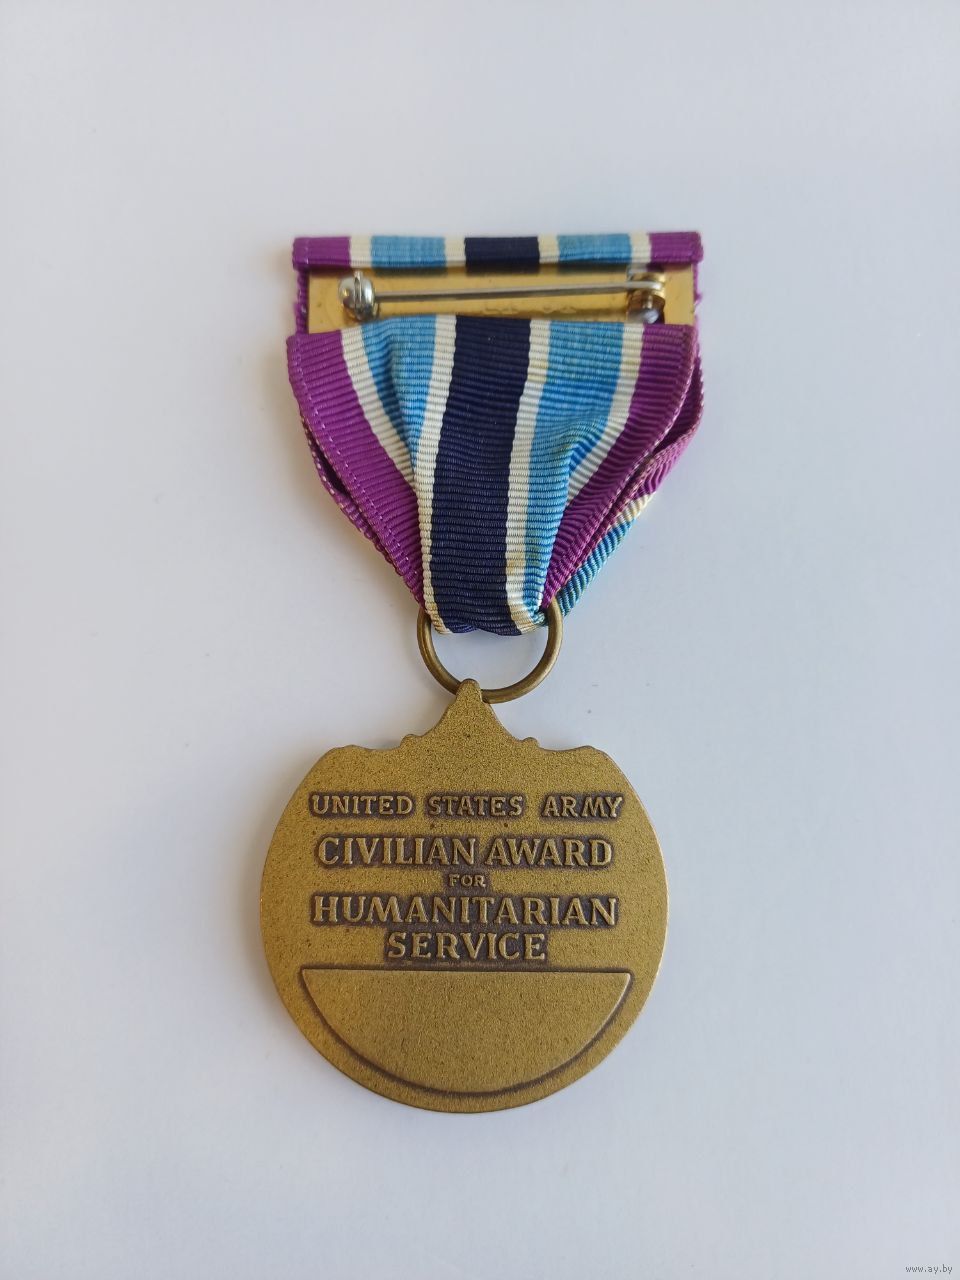 UNITED STATES ARMY
CIVILIAN AWARD
FOR
HUMANITARIAN
SERVICE
www.ay.by